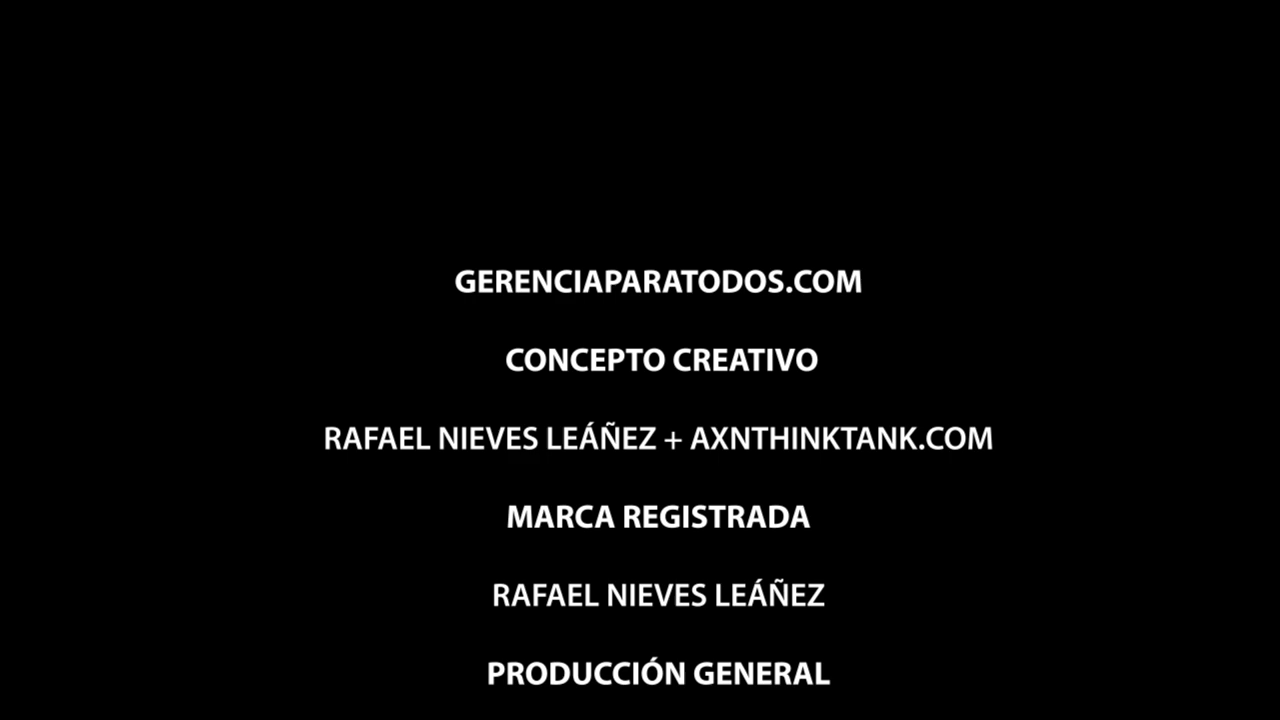 GERENCIAPARATODOS.COM
CONCEPTO CREATIVO
RAFAEL NIEVES LEÁÑEZ + AXNTHINKTANK.COM
MARCA REGISTRADA
RAFAEL NIEVES LEÁÑEZ
PRODUCCIÓN GENERAL